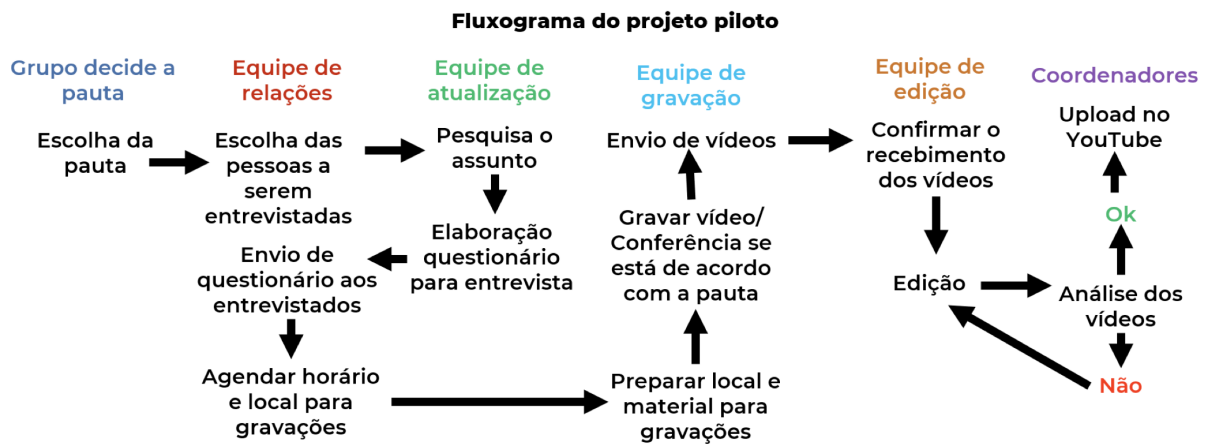 Fluxograma do projeto piloto
Grupo decide a
pauta
Escolha da
pauta
Equipe de
relações
Escolha das
pessoas a
serem
entrevistadas
Envio de
questionário aos
entrevistados
Agendar horário
e local para
gravações
Equipe de
atualização
Pesquisa o
assunto
Elaboração
questionário
para entrevista
Equipe de
gravação
Envio de vídeos
Gravar vídeo/
Conferência se
está de acordo
com a pauta
Preparar local e
material para
gravações
Equipe de
edição
Confirmar o
recebimento
dos vídeos
Edição
Coordenadores
Upload no
YouTube
Ok
Análise dos
vídeos
Não